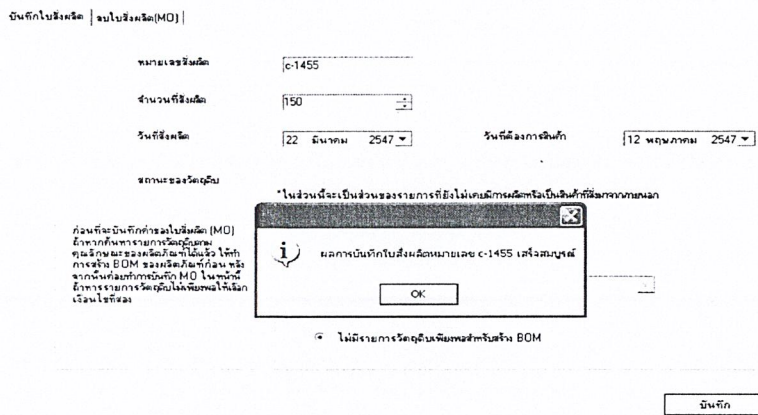 บันทึกใบสั่งผลิต ลบใบสั่งผลิต(MO)
หมายเลขสั่งผลิต c-1455
จำนวนที่สั่งผลิต 150
วันที่สั่งผลิต 22 มีนาคม 2547 วันที่ต้องการสินค้า 12 พฤษภาคม 2547
สถานะของวัตถุดิบ
*ในส่วนนี้จะเป็นส่วนของรายการที่ยังไม่เคยมีการผลิตหรือเป็นสินค้าที่สั่งมาจากภายนอก
ก่อนที่จะบันทึกค่าของใบสั่งผลิต (MO)
ถ้าหากค้นหารายการวัตถุดิบตาม
คุณลักษณะของผลิตภัณฑ์ได้แล้ว ให้ทำ
การสร้าง BOM ของผลิตภัณฑ์ก่อน หลัง
จากนั้นค่อยทำการบันทึก MO ในหน้านี้
ถ้าหารายการวัตถุดิบไม่เพียงพอให้เลือก
เงื่อนไขที่สอง
ผลการบันทึกใบสั่งผลิตหมายเลข c-1455 เสร็จสมบูรณ์
OK
ไม่มีรายการวัตถุดิบเพียงพอสำหรับสร้าง BOM
บันทึก